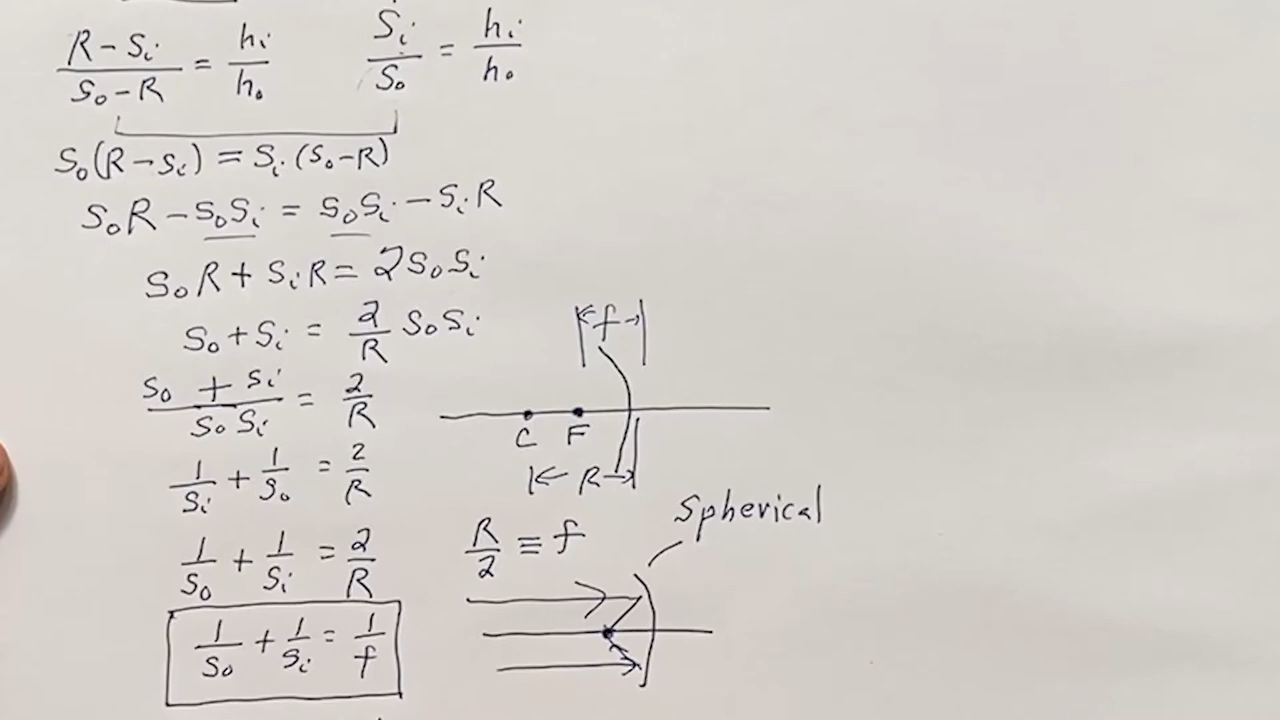 (R - Si)/(So - R) = hi/ho    Si/So = hi/ho
So(R - Si) = Si(So - R)
SoR - SoSi = SoSi - SiR
SoR + SiR = 2SoSi
So + Si = 2/R SoSi
(So + Si)/(SoSi) = 2/R
1/Si + 1/So = 2/R
1/So + 1/Si = 2/R
1/So + 1/Si = 1/f
f
C F
R
Spherical
R/2 ≡ f